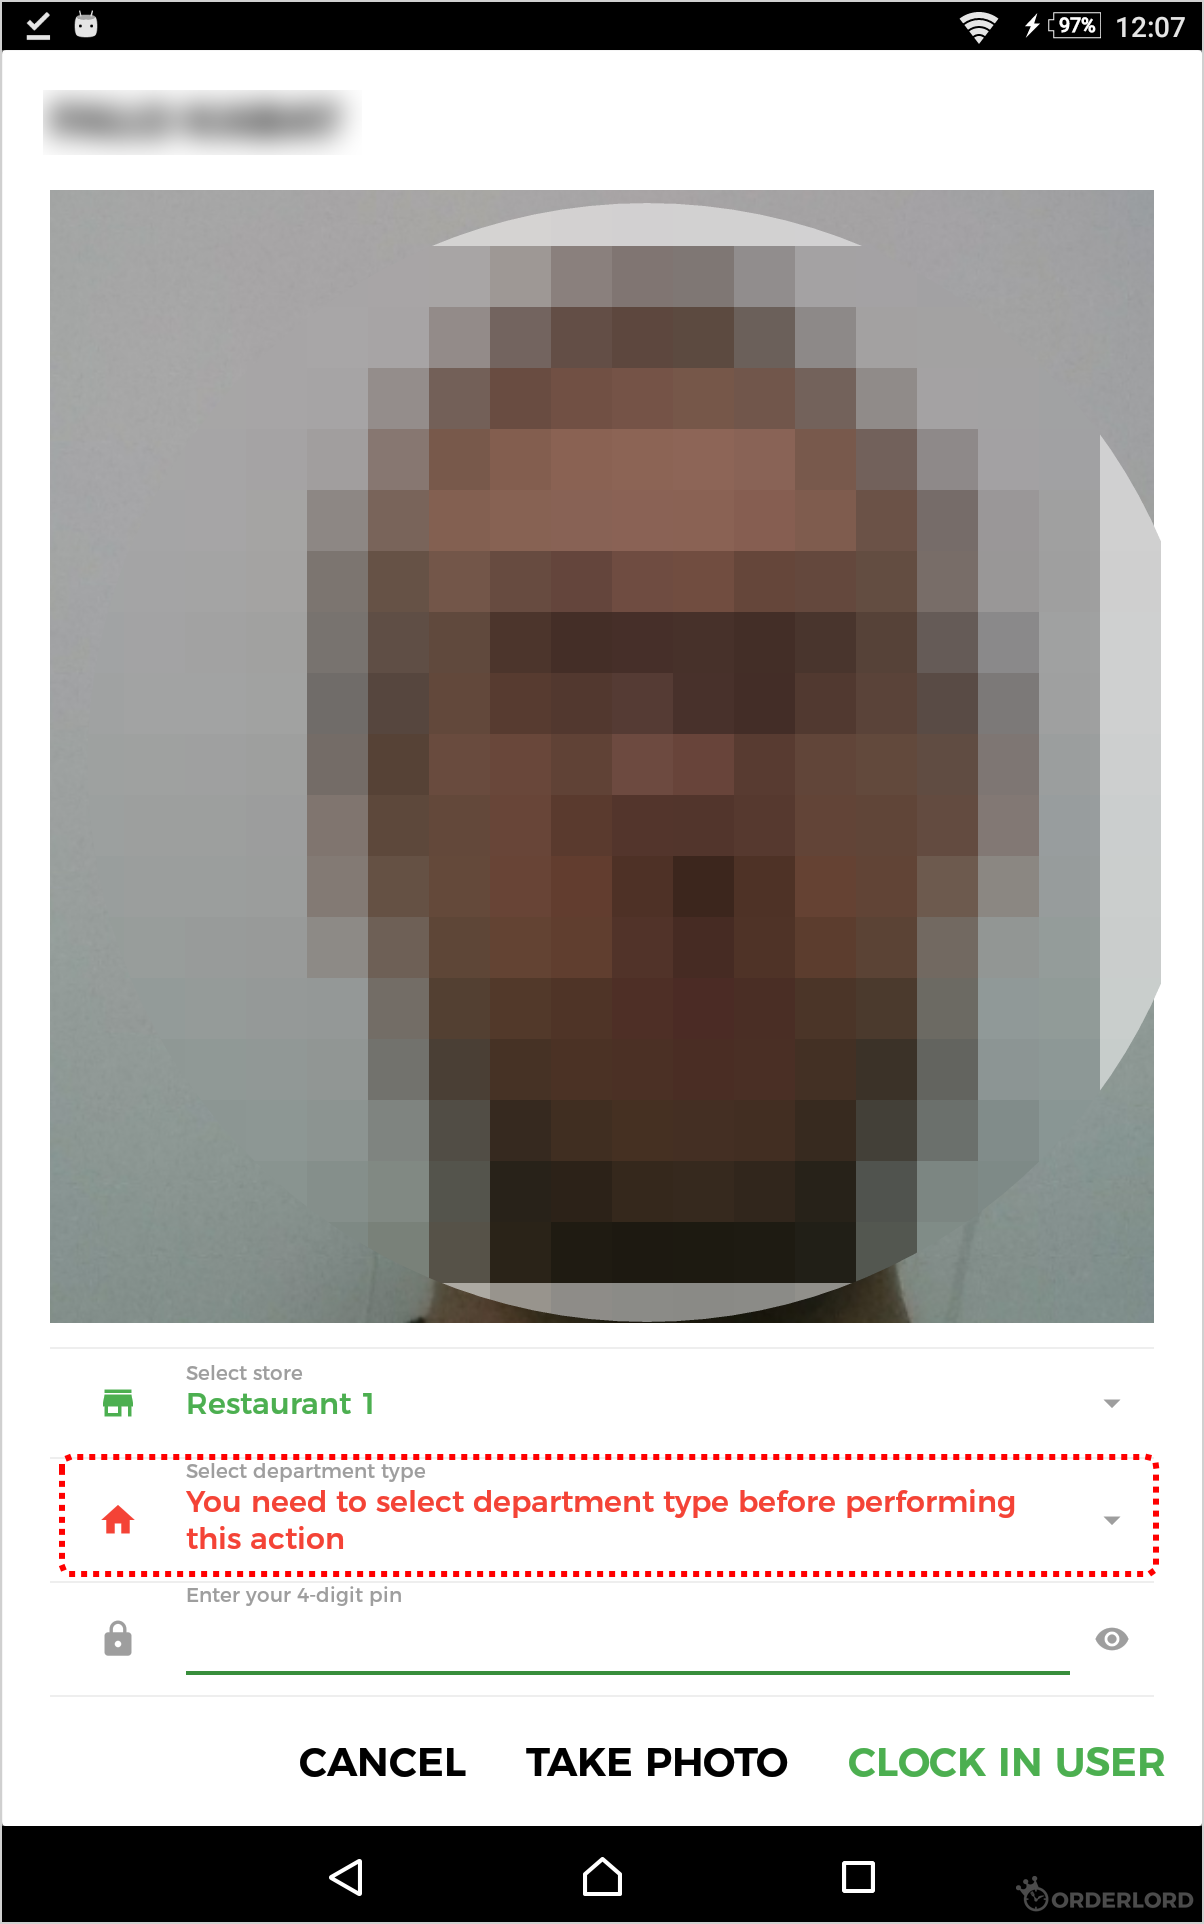 97% 12:07
Select store
Restaurant 1
Select department type
You need to select department type before performing
this action
Enter your 4-digit pin
CANCEL TAKE PHOTO CLOCK IN USER
ORDERLORD